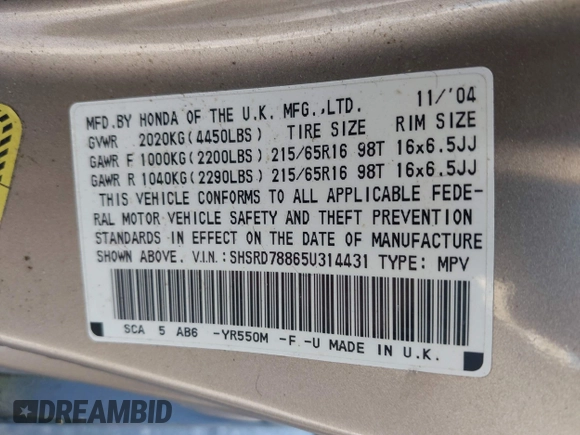 MFD.BY HONDA OF THE U.K. MFG.,LTD. 11/'04
GVWR 2020KG(4450LBS) TIRE SIZE RIM SIZE
GAWR F 1000KG(2200LBS) 215/65R16 98T 16x6.5JJ
GAWR R 1040KG(2290LBS) 215/65R16 98T 16x6.5JJ
THIS VEHICLE CONFORMS TO ALL APPLICABLE FEDE-
RAL MOTOR VEHICLE SAFETY AND THEFT PREVENTION
STANDARDS IN EFFECT ON THE DATE OF MANUFACTURE
SHOWN ABOVE. V.I.N.: SHSRD78865U314431 TYPE: MPV
SCA 5 AB6 -YR550M -F -U MADE IN U.K.
DREAMBID